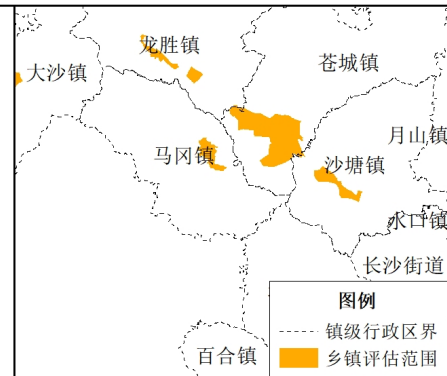 龙胜镇
大沙镇
苍城镇
月山镇
马冈镇
沙塘镇
水口镇
长沙街道
百合镇
图例
镇级行政区界
乡镇评估范围